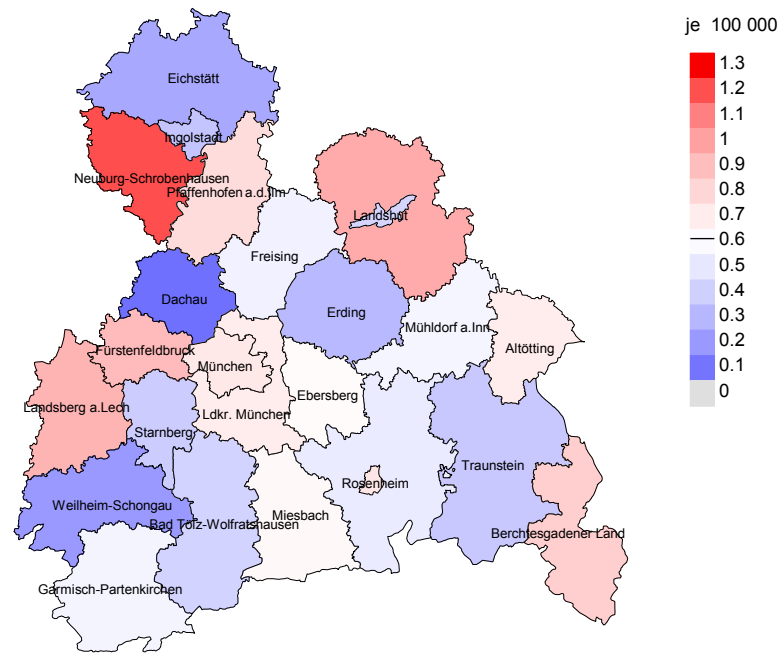 je 100 000
1.3
1.2
1.1
1
0.9
0.8
0.7
0.6
0.5
0.4
0.3
0.2
0.1
0
Eichstätt
Ingolstadt
Neuburg-Schrobenhausen
Pfaffenhofen a.d.Ilm
Landshut
Freising
Dachau
Erding
Mühldorf a.Inn
Altötting
Fürstenfeldbruck
München
Ebersberg
Landsberg a.Lech
Ldkr. München
Starnberg
Traunstein
Rosenheim
Weilheim-Schongau
Miesbach
Bad Tölz-Wolfratshausen
Berchtesgadener Land
Garmisch-Partenkirchen